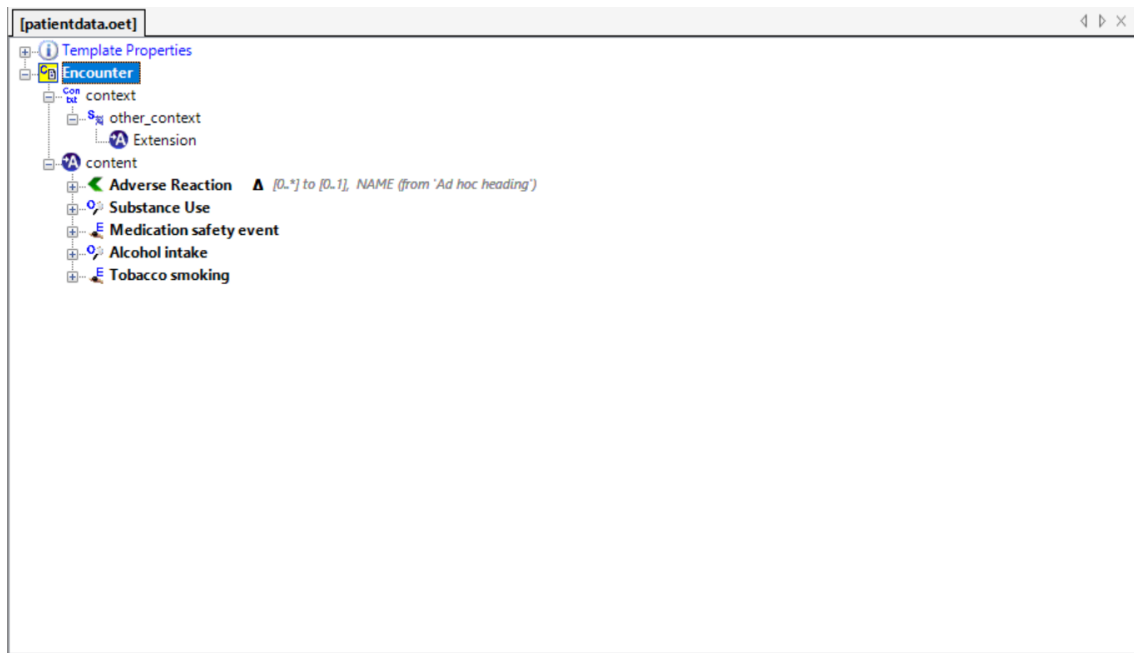 [patientdata.oet]
Template Properties
Encounter
context
other_context
Extension
content
Adverse Reaction Δ [0..*] to [0..1], NAME (from 'Ad hoc heading')
Substance Use
Medication safety event
Alcohol intake
Tobacco smoking